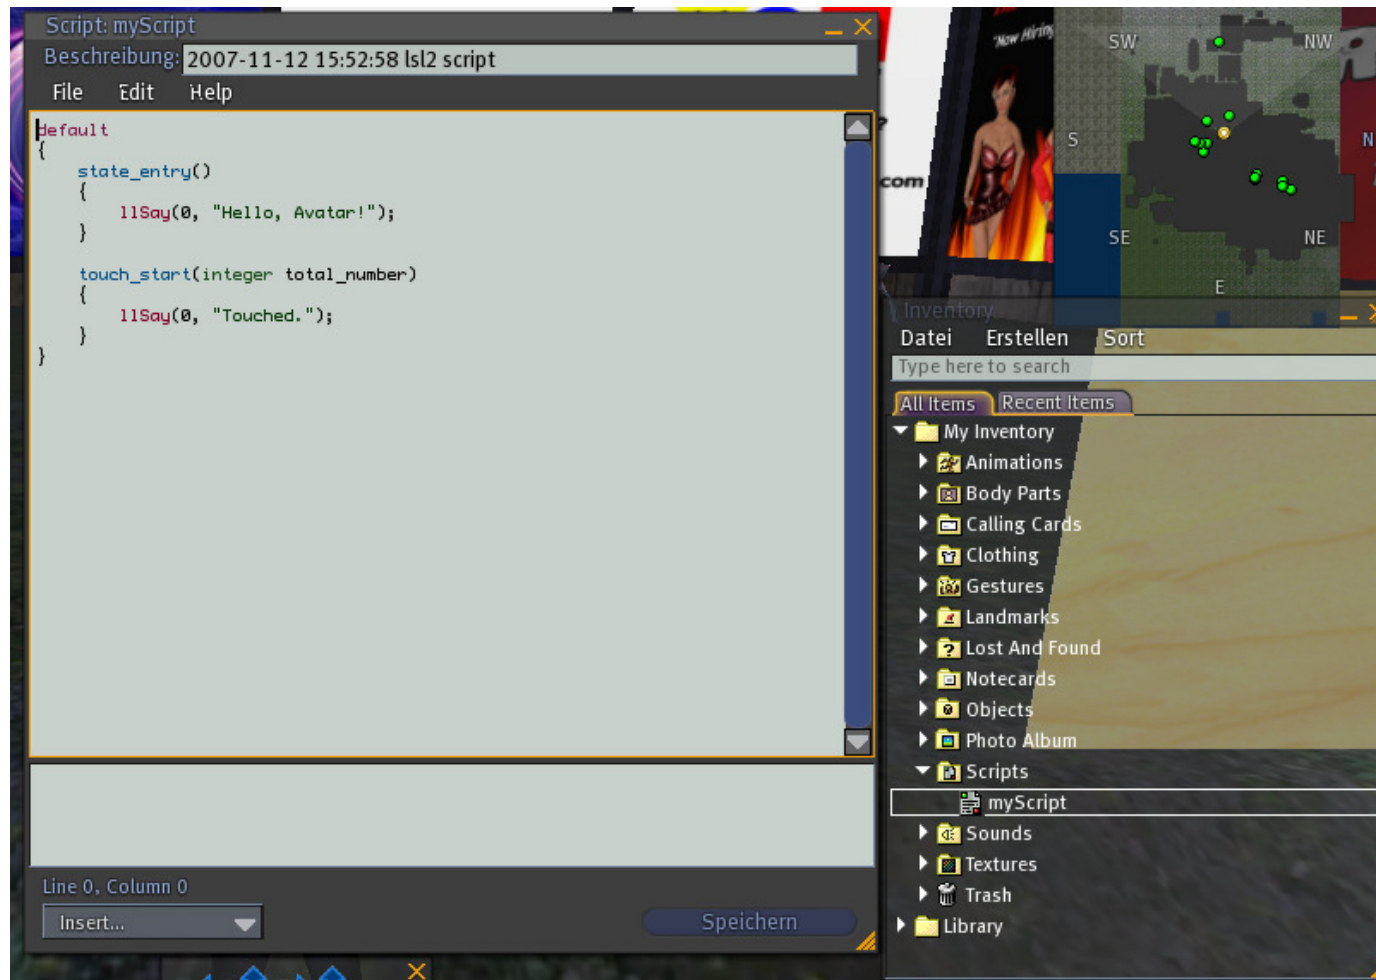 Script: myScript
Beschreibung: 2007-11-12 15:52:58 lsl2 script
File Edit Help
default
{
state_entry()
{
llSay(0, "Hello, Avatar!");
}
touch_start(integer total_number)
{
llSay(0, "Touched.");
}
}
Line 0, Column 0
Insert...
Speichern
"Now Hiring
com
SW
NW
S
N
SE
NE
E
Inventory
Datei Erstellen Sort
Type here to search
All Items Recent Items
My Inventory
Animations
Body Parts
Calling Cards
Clothing
Gestures
Landmarks
Lost And Found
Notecards
Objects
Photo Album
Scripts
myScript
Sounds
Textures
Trash
Library